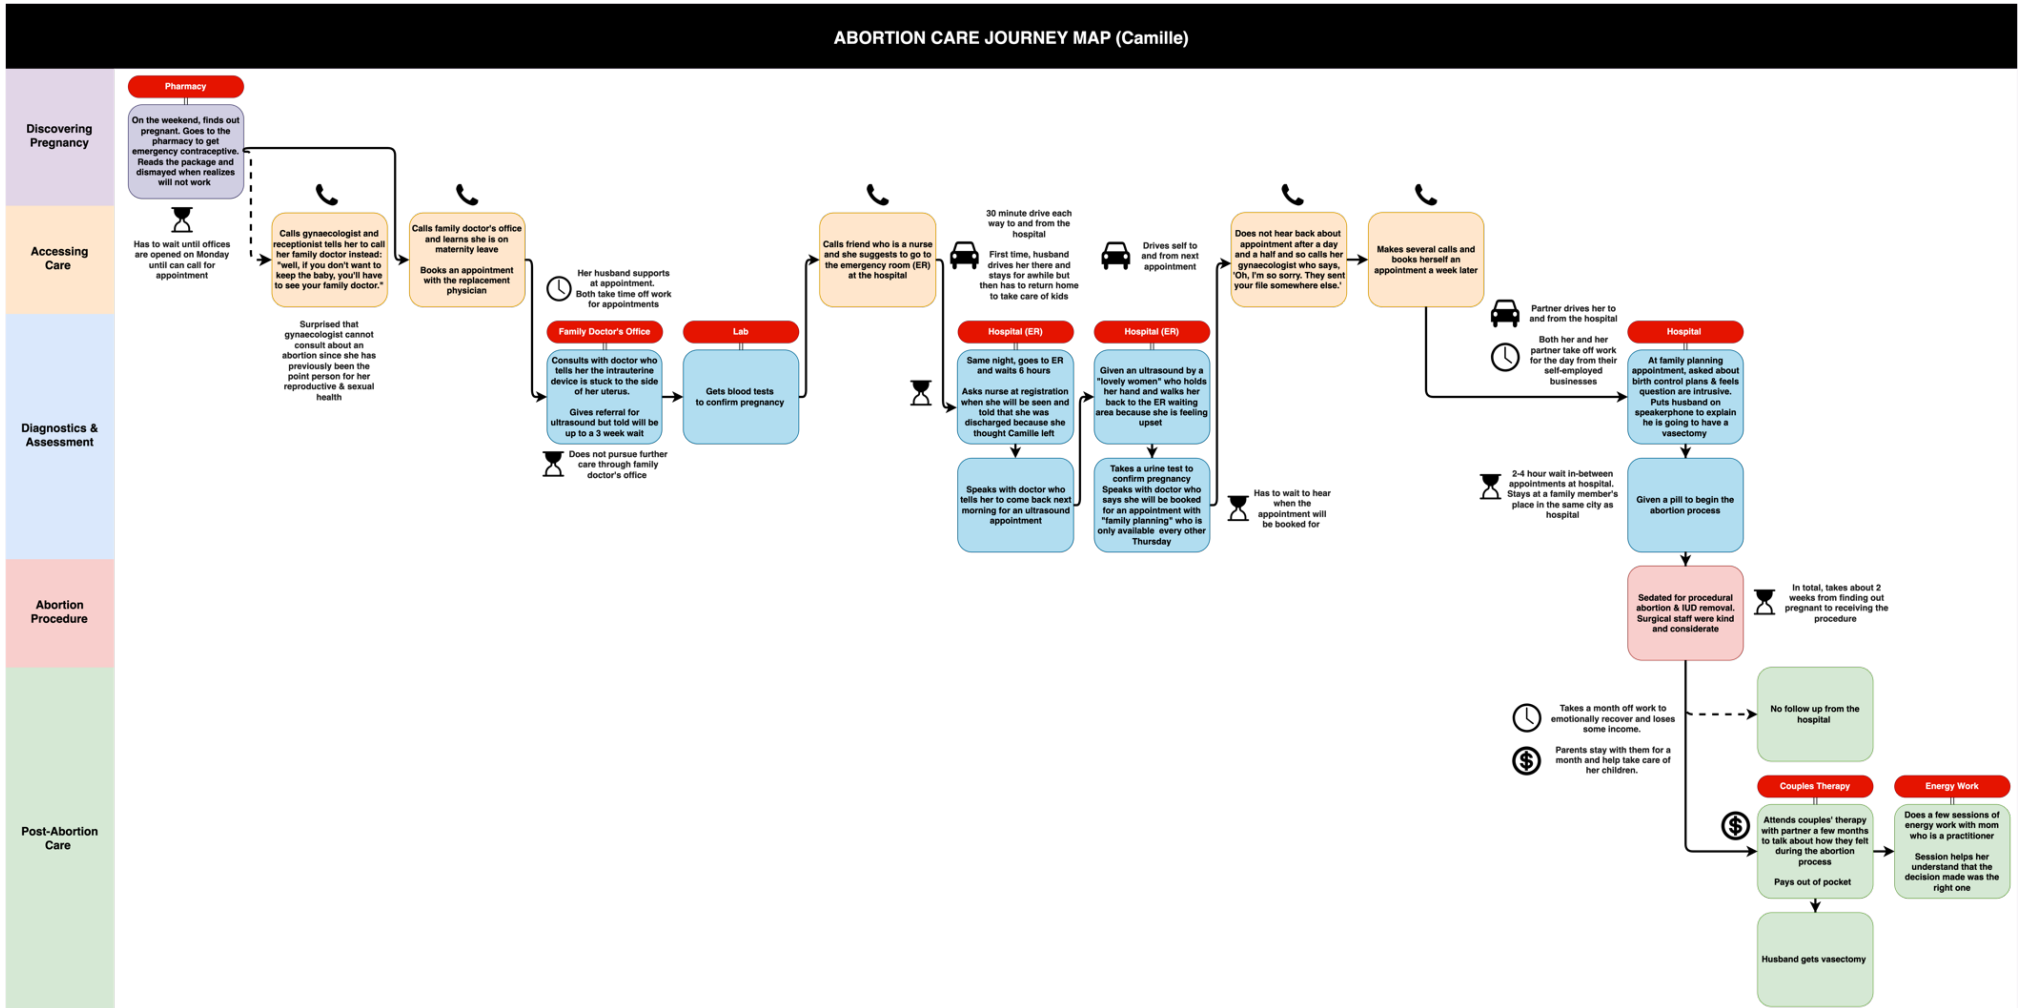 ABORTION CARE JOURNEY MAP (Camille)
Discovering
Pregnancy
Pharmacy
On the weekend, finds out
pregnant. Goes to the
pharmacy to get
emergency contraceptive.
Reads the package and
dismayed when realizes
will not work
Has to wait until offices
are opened on Monday
until can call for
appointment
Accessing
Care
Calls gynaecologist and
receptionist tells her to call
her family doctor instead:
"well, if you don't want to
keep the baby, you'll have
to see your family doctor."
Surprised that
gynaecologist cannot
consult about an
abortion since she has
previously been the
point person for her
reproductive & sexual
health
Calls family doctor's office
and learns she is on
maternity leave
Books an appointment
with the replacement
physician
Her husband supports
at appointment.
Both take time off work
for appointments
Calls friend who is a nurse
and she suggests to go to
the emergency room (ER)
at the hospital
30 minute drive each
way to and from the
hospital
First time, husband
drives her there and
stays for awhile but
then has to return home
to take care of kids
Drives self to
and from next
appointment
Does not hear back about
appointment after a day
and a half and so calls her
gynaecologist who says,
'Oh, I'm so sorry. They sent
your file somewhere else.'
Makes several calls and
books herself an
appointment a week later
Diagnostics &
Assessment
Family Doctor's Office
Consults with doctor who
tells her the intrauterine
device is stuck to the side
of her uterus.
Gives referral for
ultrasound but told will be
up to a 3 week wait
Does not pursue further
care through family
doctor's office
Lab
Gets blood tests
to confirm pregnancy
Hospital (ER)
Same night, goes to ER
and waits 6 hours
Asks nurse at registration
when she will be seen and
told that she was
discharged because she
thought Camille left
Speaks with doctor who
tells her to come back next
morning for an ultrasound
appointment
Hospital (ER)
Given an ultrasound by a
"lovely women" who holds
her hand and walks her
back to the ER waiting
area because she is feeling
upset
Takes a urine test to
confirm pregnancy
Speaks with doctor who
says she will be booked
for an appointment with
"family planning" who is
only available every other
Thursday
Has to wait to hear
when the
appointment will
be booked for
Partner drives her to
and from the hospital
Both her and her
partner take off work
for the day from their
self-employed
businesses
Hospital
At family planning
appointment, asked about
birth control plans & feels
question are intrusive.
Puts husband on
speakerphone to explain
he is going to have a
vasectomy
2-4 hour wait in-between
appointments at hospital.
Stays at a family member's
place in the same city as
hospital
Given a pill to begin the
abortion process
Abortion
Procedure
Sedated for procedural
abortion & IUD removal.
Surgical staff were kind
and considerate
In total, takes about 2
weeks from finding out
pregnant to receiving the
procedure
Post-Abortion
Care
Takes a month off work to
emotionally recover and loses
some income.
Parents stay with them for a
month and help take care of
her children.
No follow up from the
hospital
Couples Therapy
Attends couples' therapy
with partner a few months
to talk about how they felt
during the abortion
process
Pays out of pocket
Energy Work
Does a few sessions of
energy work with mom
who is a practitioner
Session helps her
understand that the
decision made was the
right one
Husband gets vasectomy